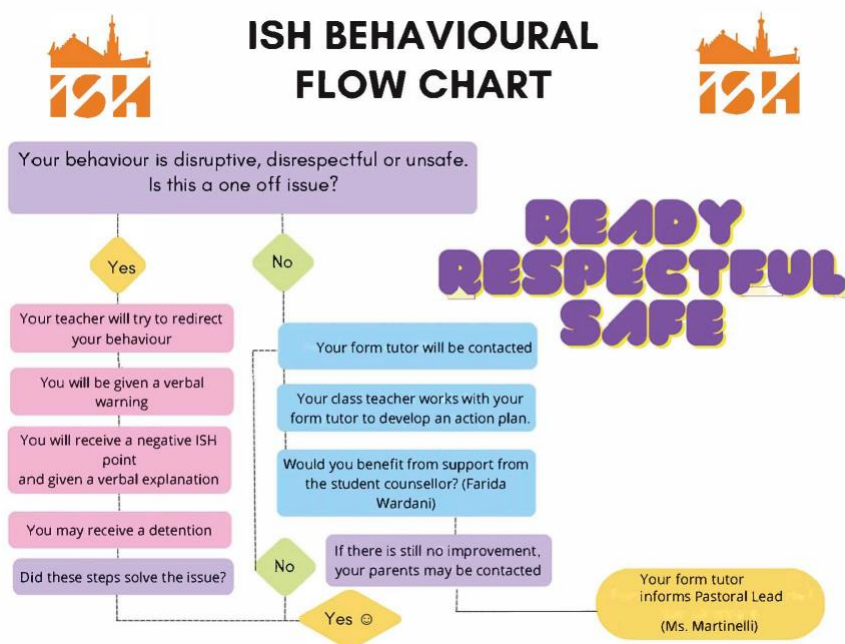 ISH
ISH BEHAVIOURAL
FLOW CHART
ISH
Your behaviour is disruptive, disrespectful or unsafe.
Is this a one off issue?
READY
RESPECTFUL
SAFE
Yes
No
Your teacher will try to redirect
your behaviour
You will be given a verbal
warning
You will receive a negative ISH
point
and given a verbal explanation
You may receive a detention
Did these steps solve the issue?
Your form tutor will be contacted
Your class teacher works with your
form tutor to develop an action plan.
Would you benefit from support from
the student counsellor? (Farida
Wardani)
No
Yes ☺
If there is still no improvement,
your parents may be contacted
Your form tutor
informs Pastoral Lead
(Ms. Martinelli)